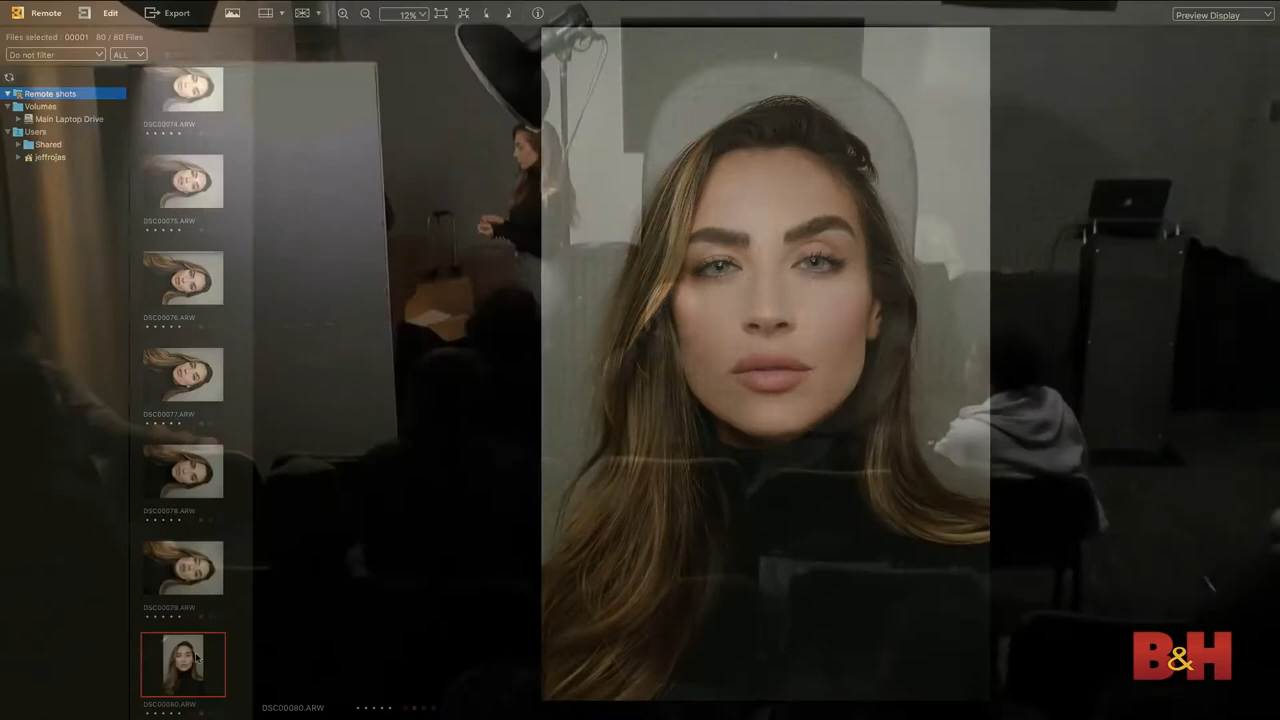 Remote
Edit
Export
12%
Preview Display
Files selected : 00001 80 / 80 Files
Do not filter
ALL
Remote shots
Volumes
Main Laptop Drive
Users
Shared
jeffrojas
DSC00074.ARW
DSC00075.ARW
DSC00076.ARW
DSC00077.ARW
DSC00078.ARW
DSC00079.ARW
DSC00080.ARW
DSC00080.ARW
B&H